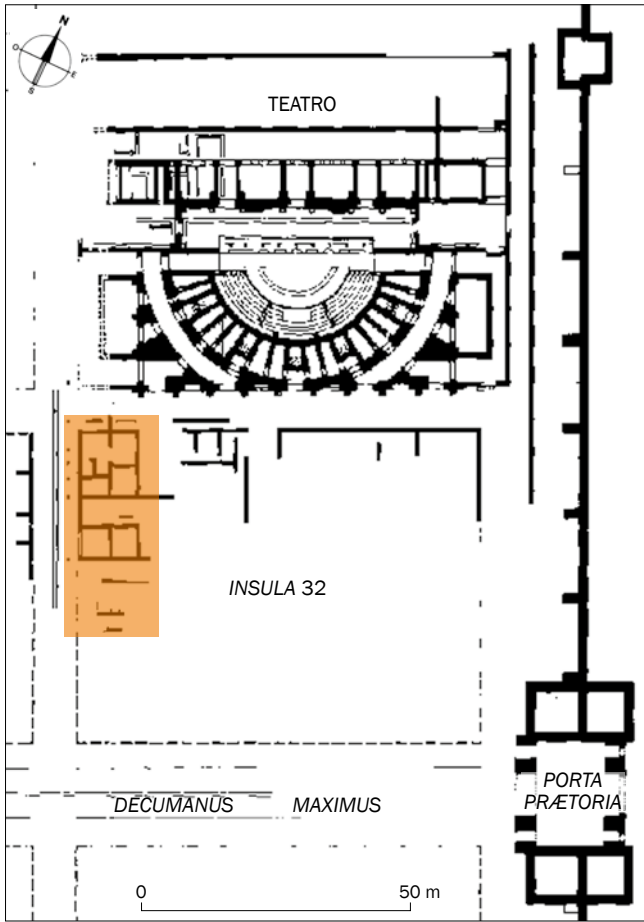 N
O
E
S
TEATRO
INSULA 32
PORTA
PRÆTORIA
DECUMANUS MAXIMUS
0 50 m